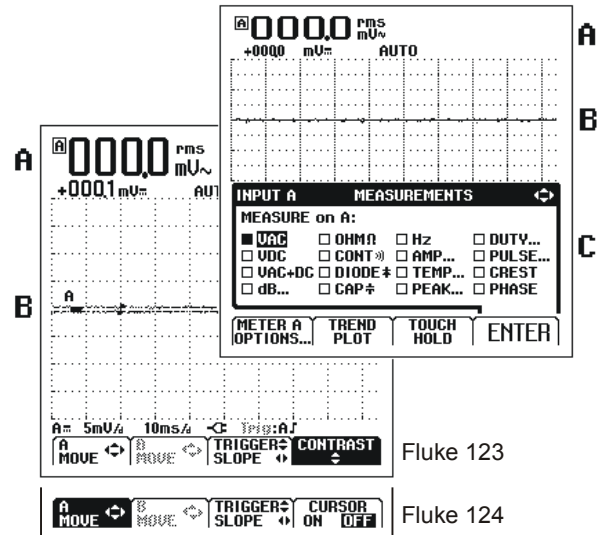 A 000.0 rms mV~ A
+000.0 mV⎓ AUTO
B
A A 000.0 rms mV~
+000.1 mV⎓ AUT
INPUT A MEASUREMENTS
MEASURE on A:
■ VAC □ OHM Ω □ Hz □ DUTY... C
□ VDC □ CONT □ AMP... □ PULSE...
□ VAC+DC □ DIODE □ TEMP... □ CREST
□ dB... □ CAP □ PEAK... □ PHASE
B A
METER A OPTIONS... TREND PLOT TOUCH HOLD ENTER
A⎓ 5mV/d 10ms/d Trig:A∫
A MOVE B MOVE TRIGGER SLOPE CONTRAST Fluke 123
A MOVE B MOVE TRIGGER SLOPE CURSOR ON OFF Fluke 124